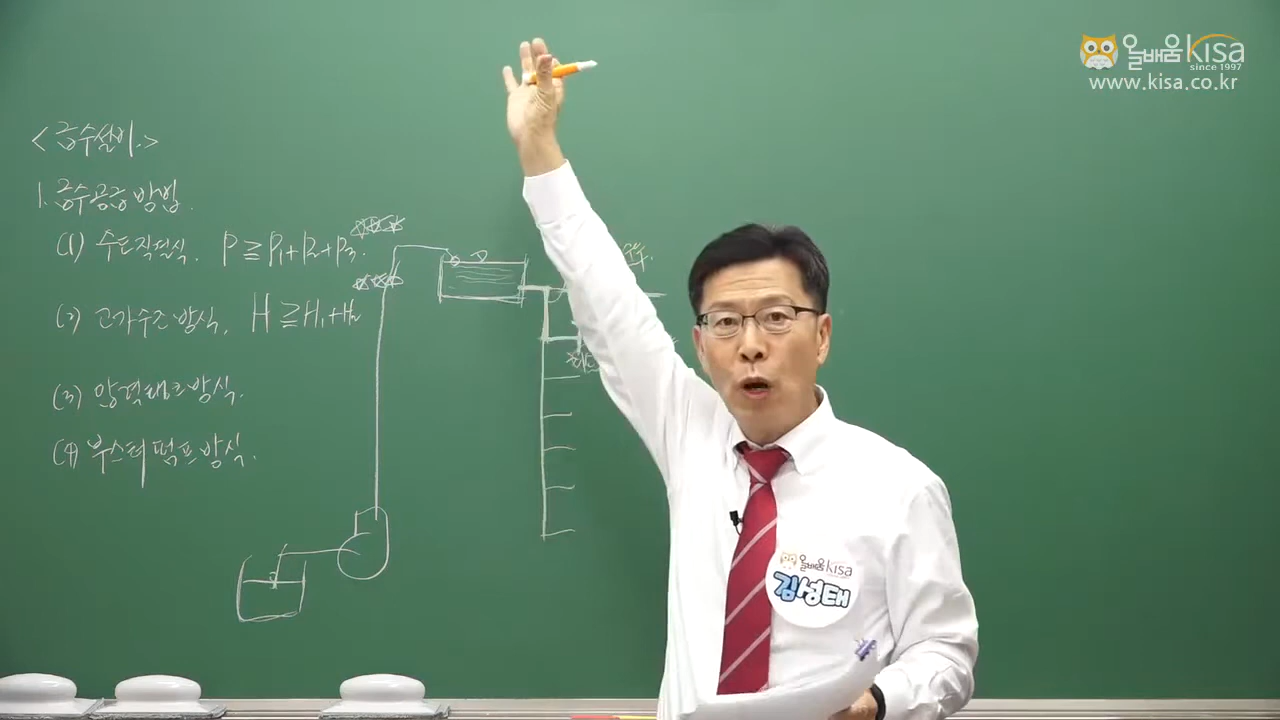 올배움kisa
since 1997
www.kisa.co.kr
<급수설비>
1. 급수공급방법.
(1) 수도직결식. P ≧ P₁+P₂+P₃.
(2) 고가수조방식. H ≧ H₁+H₂
(3) 압력탱크방식.
(4) 부스터펌프방식.
올배움kisa
김성태